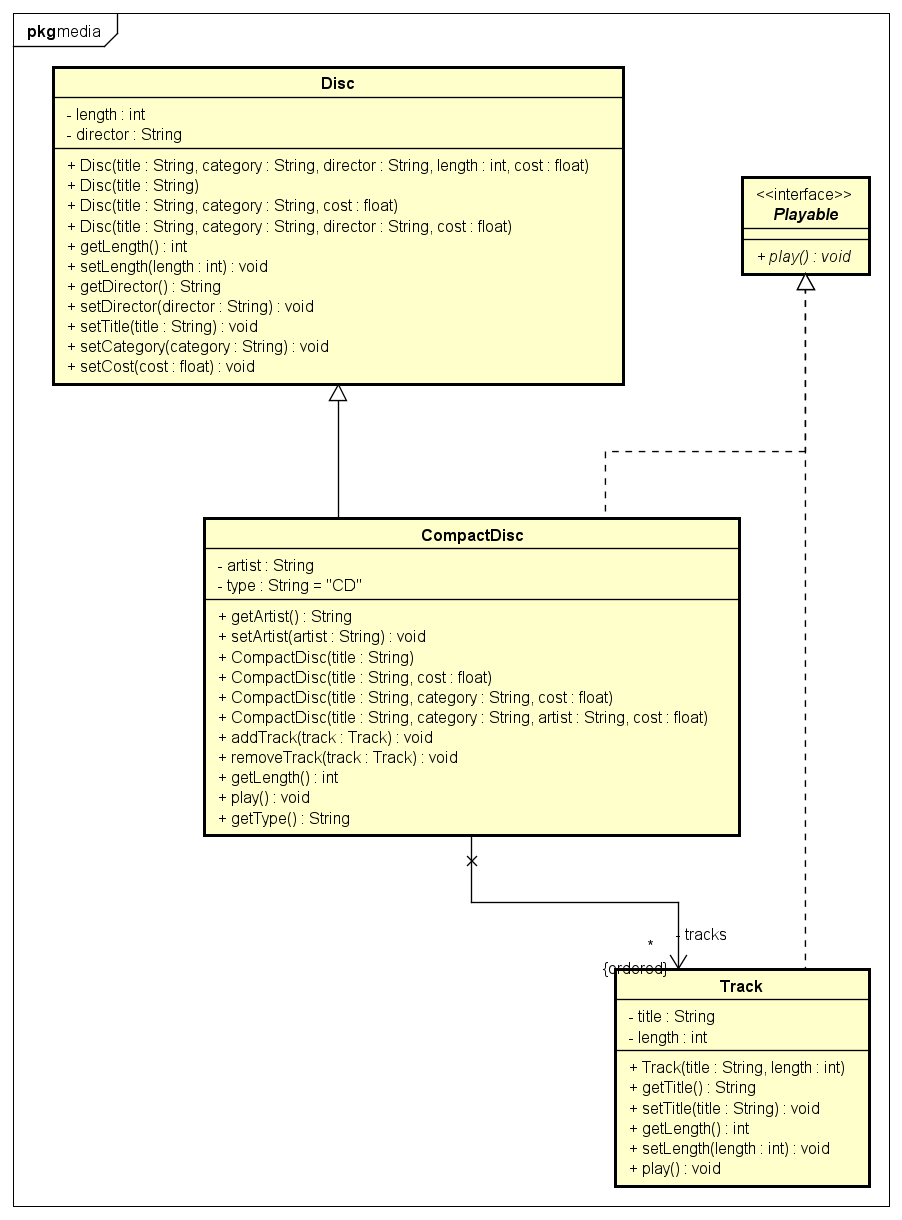 pkg media
Disc
- length : int
- director : String
+ Disc(title : String, category : String, director : String, length : int, cost : float)
+ Disc(title : String)
+ Disc(title : String, category : String, cost : float)
+ Disc(title : String, category : String, director : String, cost : float)
+ getLength() : int
+ setLength(length : int) : void
+ getDirector() : String
+ setDirector(director : String) : void
+ setTitle(title : String) : void
+ setCategory(category : String) : void
+ setCost(cost : float) : void
<<interface>>
Playable
+ play() : void
CompactDisc
- artist : String
- type : String = "CD"
+ getArtist() : String
+ setArtist(artist : String) : void
+ CompactDisc(title : String)
+ CompactDisc(title : String, cost : float)
+ CompactDisc(title : String, category : String, cost : float)
+ CompactDisc(title : String, category : String, artist : String, cost : float)
+ addTrack(track : Track) : void
+ removeTrack(track : Track) : void
+ getLength() : int
+ play() : void
+ getType() : String
- tracks
*
{ordered}
Track
- title : String
- length : int
+ Track(title : String, length : int)
+ getTitle() : String
+ setTitle(title : String) : void
+ getLength() : int
+ setLength(length : int) : void
+ play() : void